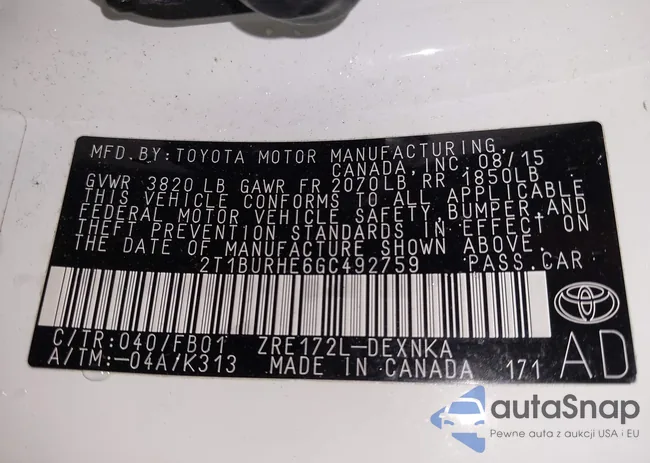 MFD. BY: TOYOTA MOTOR MANUFACTURING,
CANADA, INC. 08/15
GVWR 3820 LB GAWR FR 2070LB, RR 1850LB
THIS VEHICLE CONFORMS TO ALL APPLICABLE
FEDERAL MOTOR VEHICLE SAFETY, BUMPER, AND
THEFT PREVENTION STANDARDS IN EFFECT ON
THE DATE OF MANUFACTURE SHOWN ABOVE.
2T1BURHE6GC492759 PASS. CAR
C/TR: 040/FB01 ZRE172L-DEXNKA
A/TM: -04A/K313 MADE IN CANADA 171 AD
autaSnap
Pewne auta z aukcji USA i EU